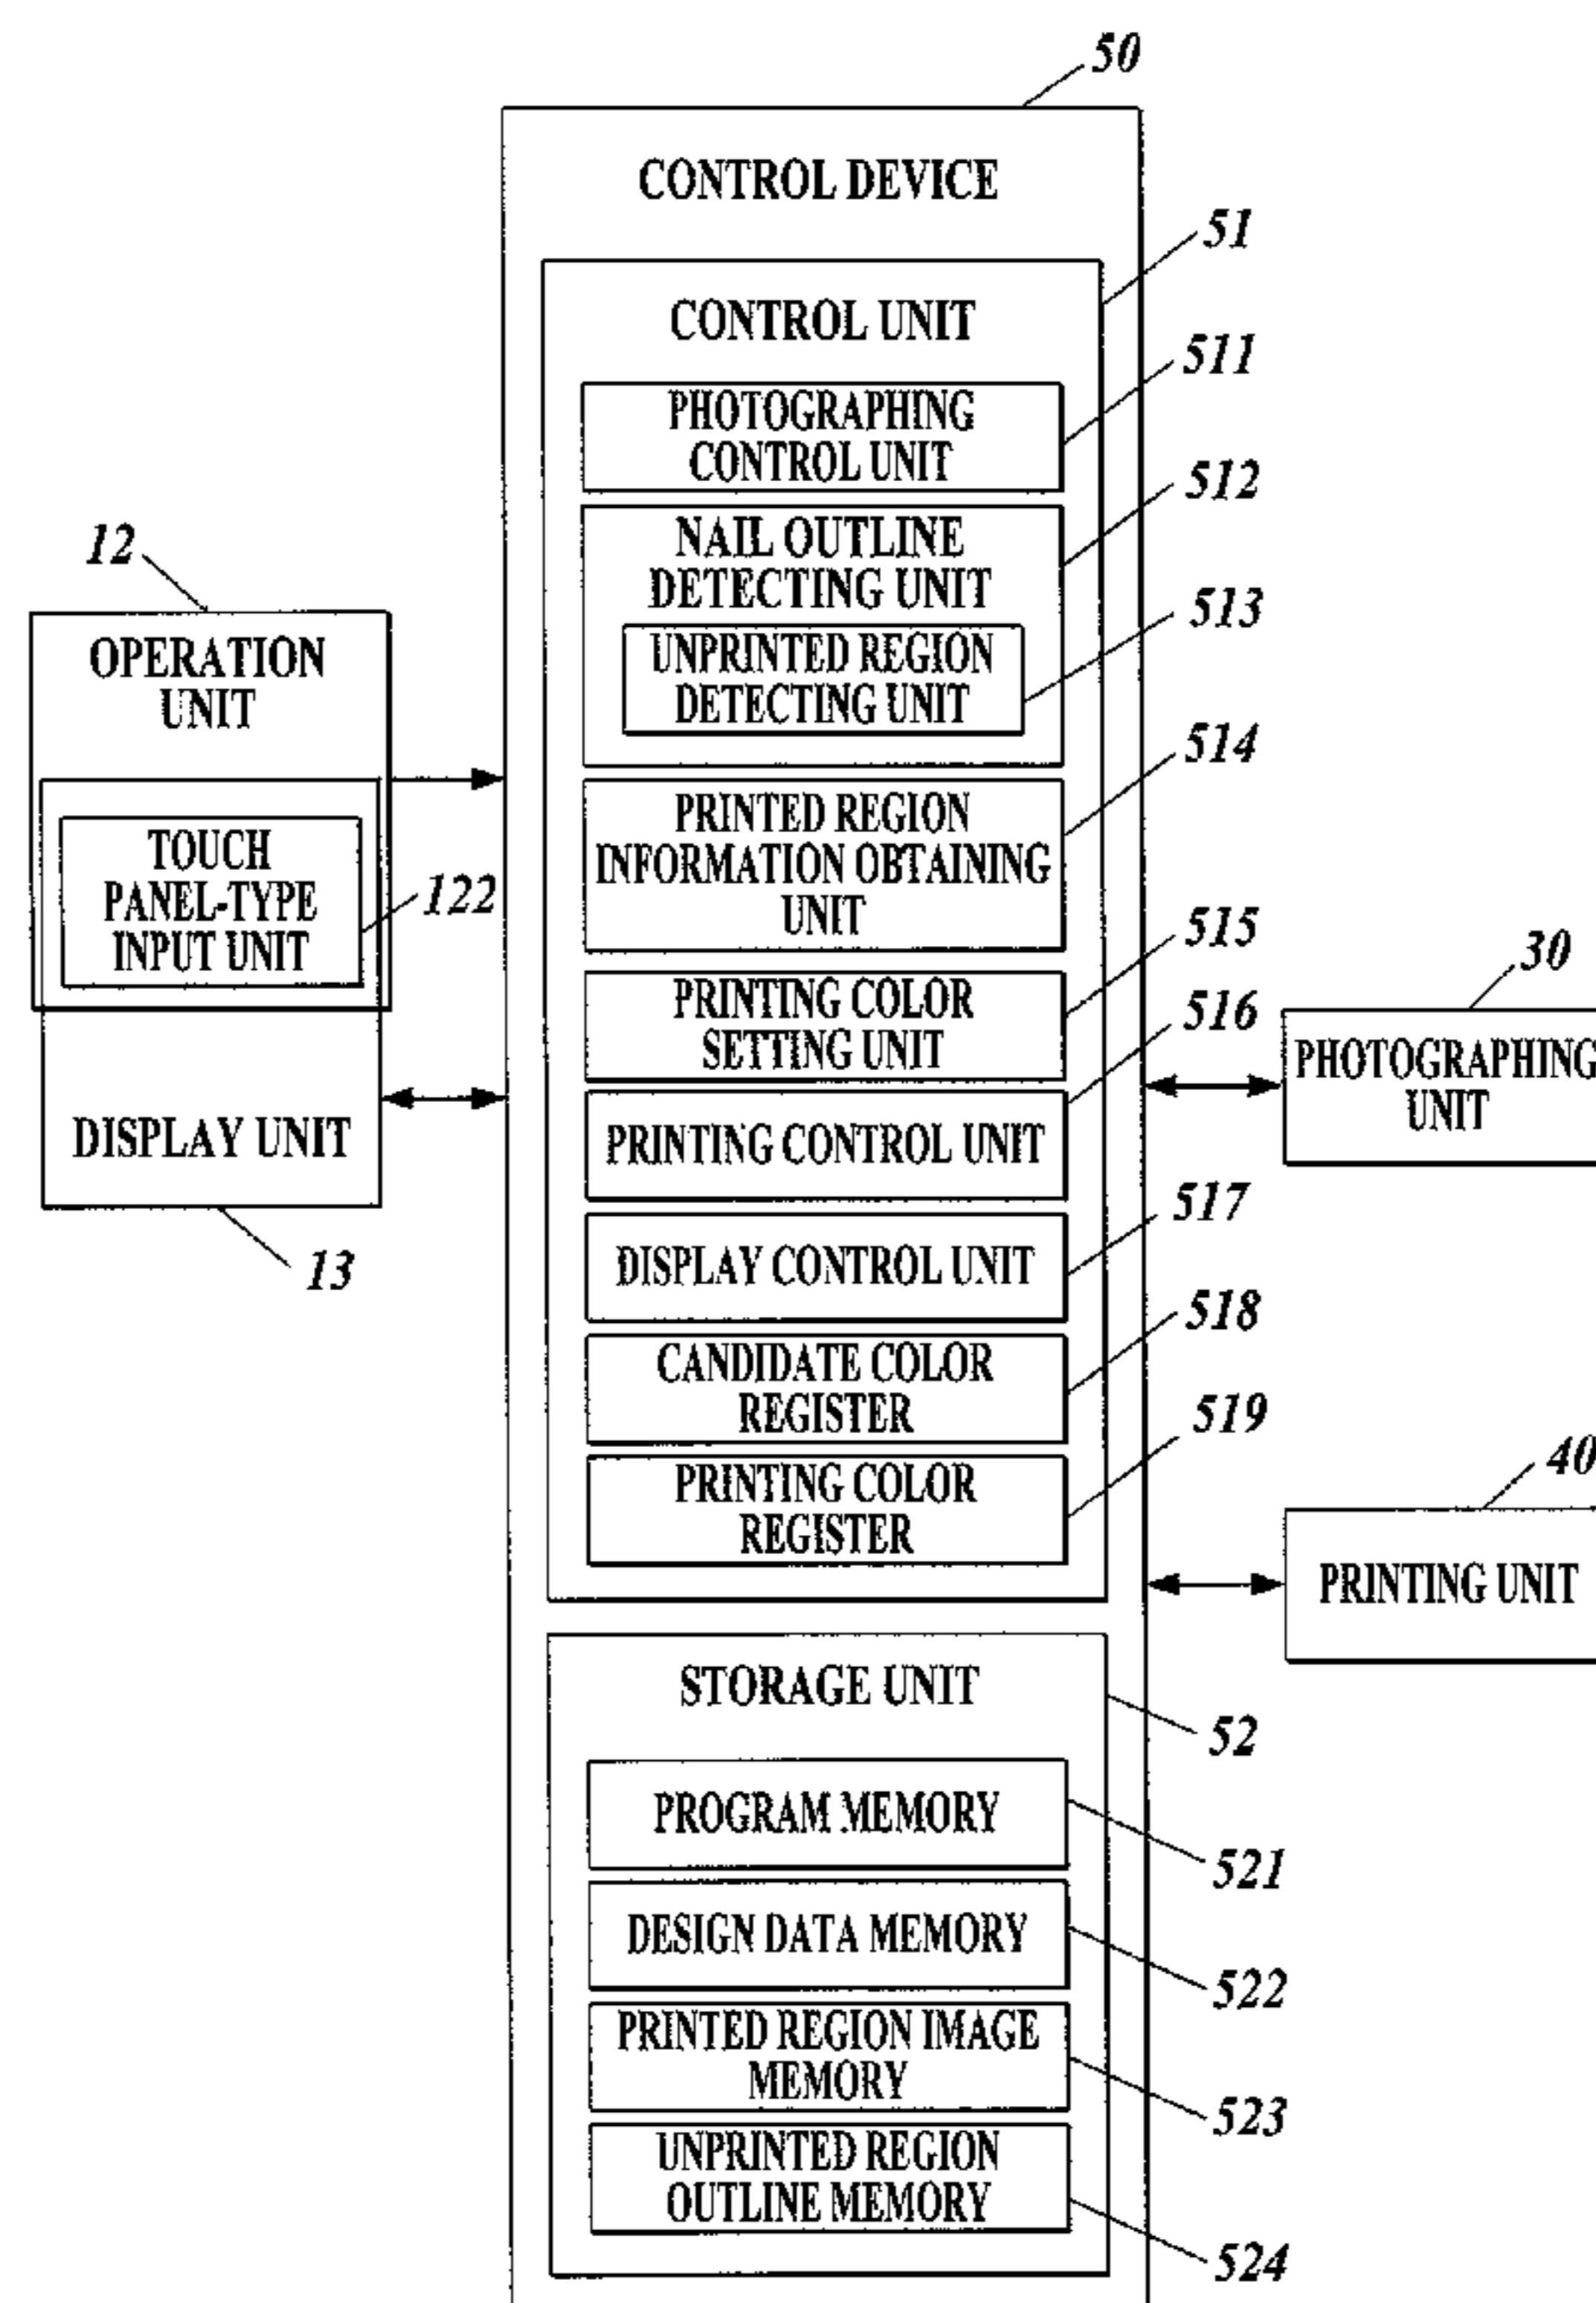 50
CONTROL DEVICE
51
CONTROL UNIT
511
PHOTOGRAPHING
CONTROL UNIT
512
NAIL OUTLINE
DETECTING UNIT
513
UNPRINTED REGION
DETECTING UNIT
12
OPERATION
UNIT
TOUCH
PANEL-TYPE
INPUT UNIT
122
DISPLAY UNIT
13
514
PRINTED REGION
INFORMATION OBTAINING
UNIT
515
PRINTING COLOR
SETTING UNIT
516
PRINTING CONTROL UNIT
517
DISPLAY CONTROL UNIT
518
CANDIDATE COLOR
REGISTER
519
PRINTING COLOR
REGISTER
30
PHOTOGRAPHING
UNIT
40
PRINTING UNIT
STORAGE UNIT
52
PROGRAM MEMORY
521
DESIGN DATA MEMORY
522
PRINTED REGION IMAGE
MEMORY
523
UNPRINTED REGION
OUTLINE MEMORY
524